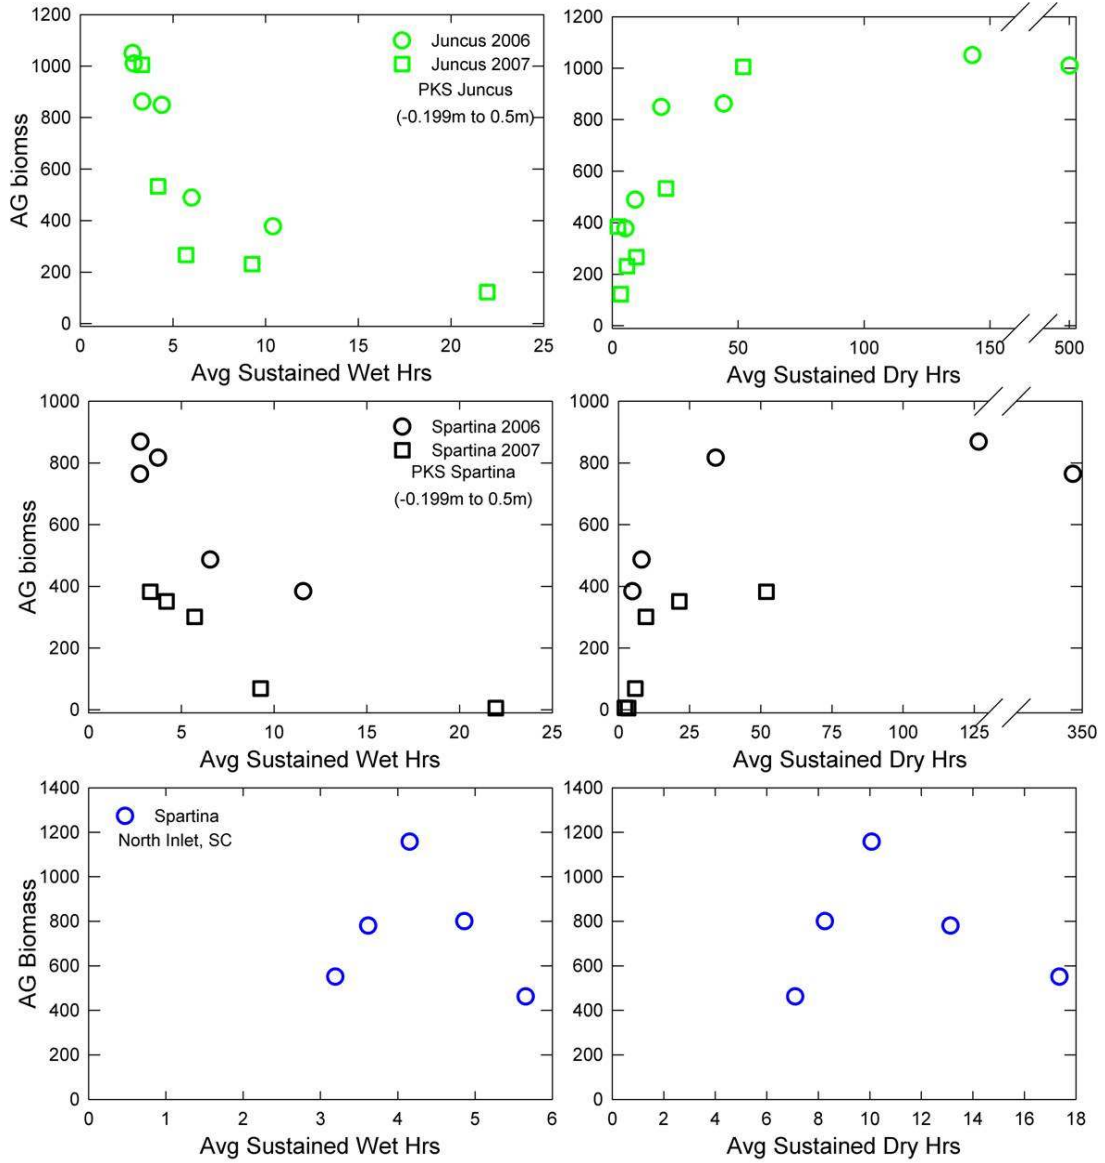 1200
1000
800
600
400
200
0
AG biomss
0 5 10 15 20 25
Avg Sustained Wet Hrs
Juncus 2006
Juncus 2007
PKS Juncus
(-0.199m to 0.5m)
1200
1000
800
600
400
200
0
0 50 100 150 500
Avg Sustained Dry Hrs
1000
800
600
400
200
0
AG biomss
0 5 10 15 20 25
Avg Sustained Wet Hrs
Spartina 2006
Spartina 2007
PKS Spartina
(-0.199m to 0.5m)
1000
800
600
400
200
0
0 25 50 75 100 125 350
Avg Sustained Dry Hrs
1400
1200
1000
800
600
400
200
0
AG Biomass
0 1 2 3 4 5 6
Avg Sustained Wet Hrs
Spartina
North Inlet, SC
1400
1200
1000
800
600
400
200
0
0 2 4 6 8 10 12 14 16 18
Avg Sustained Dry Hrs